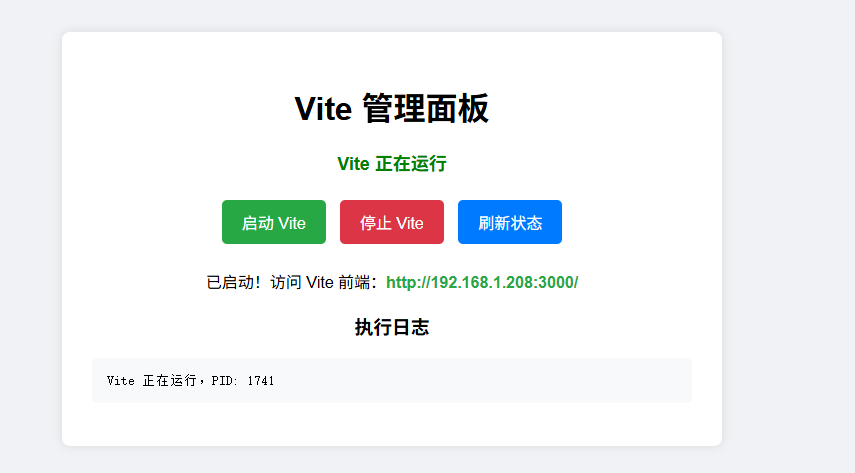 Vite 管理面板
Vite 正在运行
启动 Vite 停止 Vite 刷新状态
已启动！访问 Vite 前端：http://192.168.1.208:3000/
执行日志
Vite 正在运行，PID: 1741